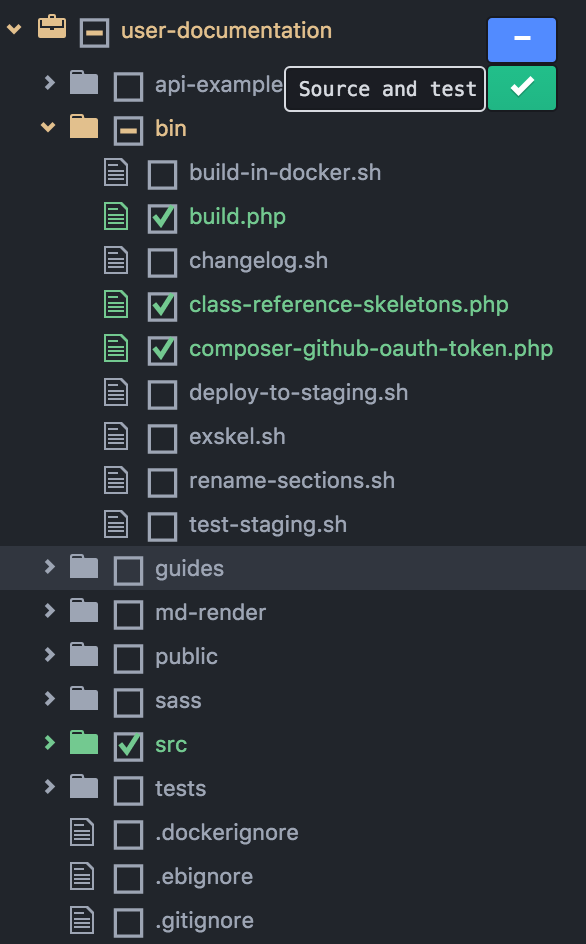 user-documentation
api-example
Source and test
bin
build-in-docker.sh
build.php
changelog.sh
class-reference-skeletons.php
composer-github-oauth-token.php
deploy-to-staging.sh
exskel.sh
rename-sections.sh
test-staging.sh
guides
md-render
public
sass
src
tests
.dockerignore
.ebignore
.gitignore